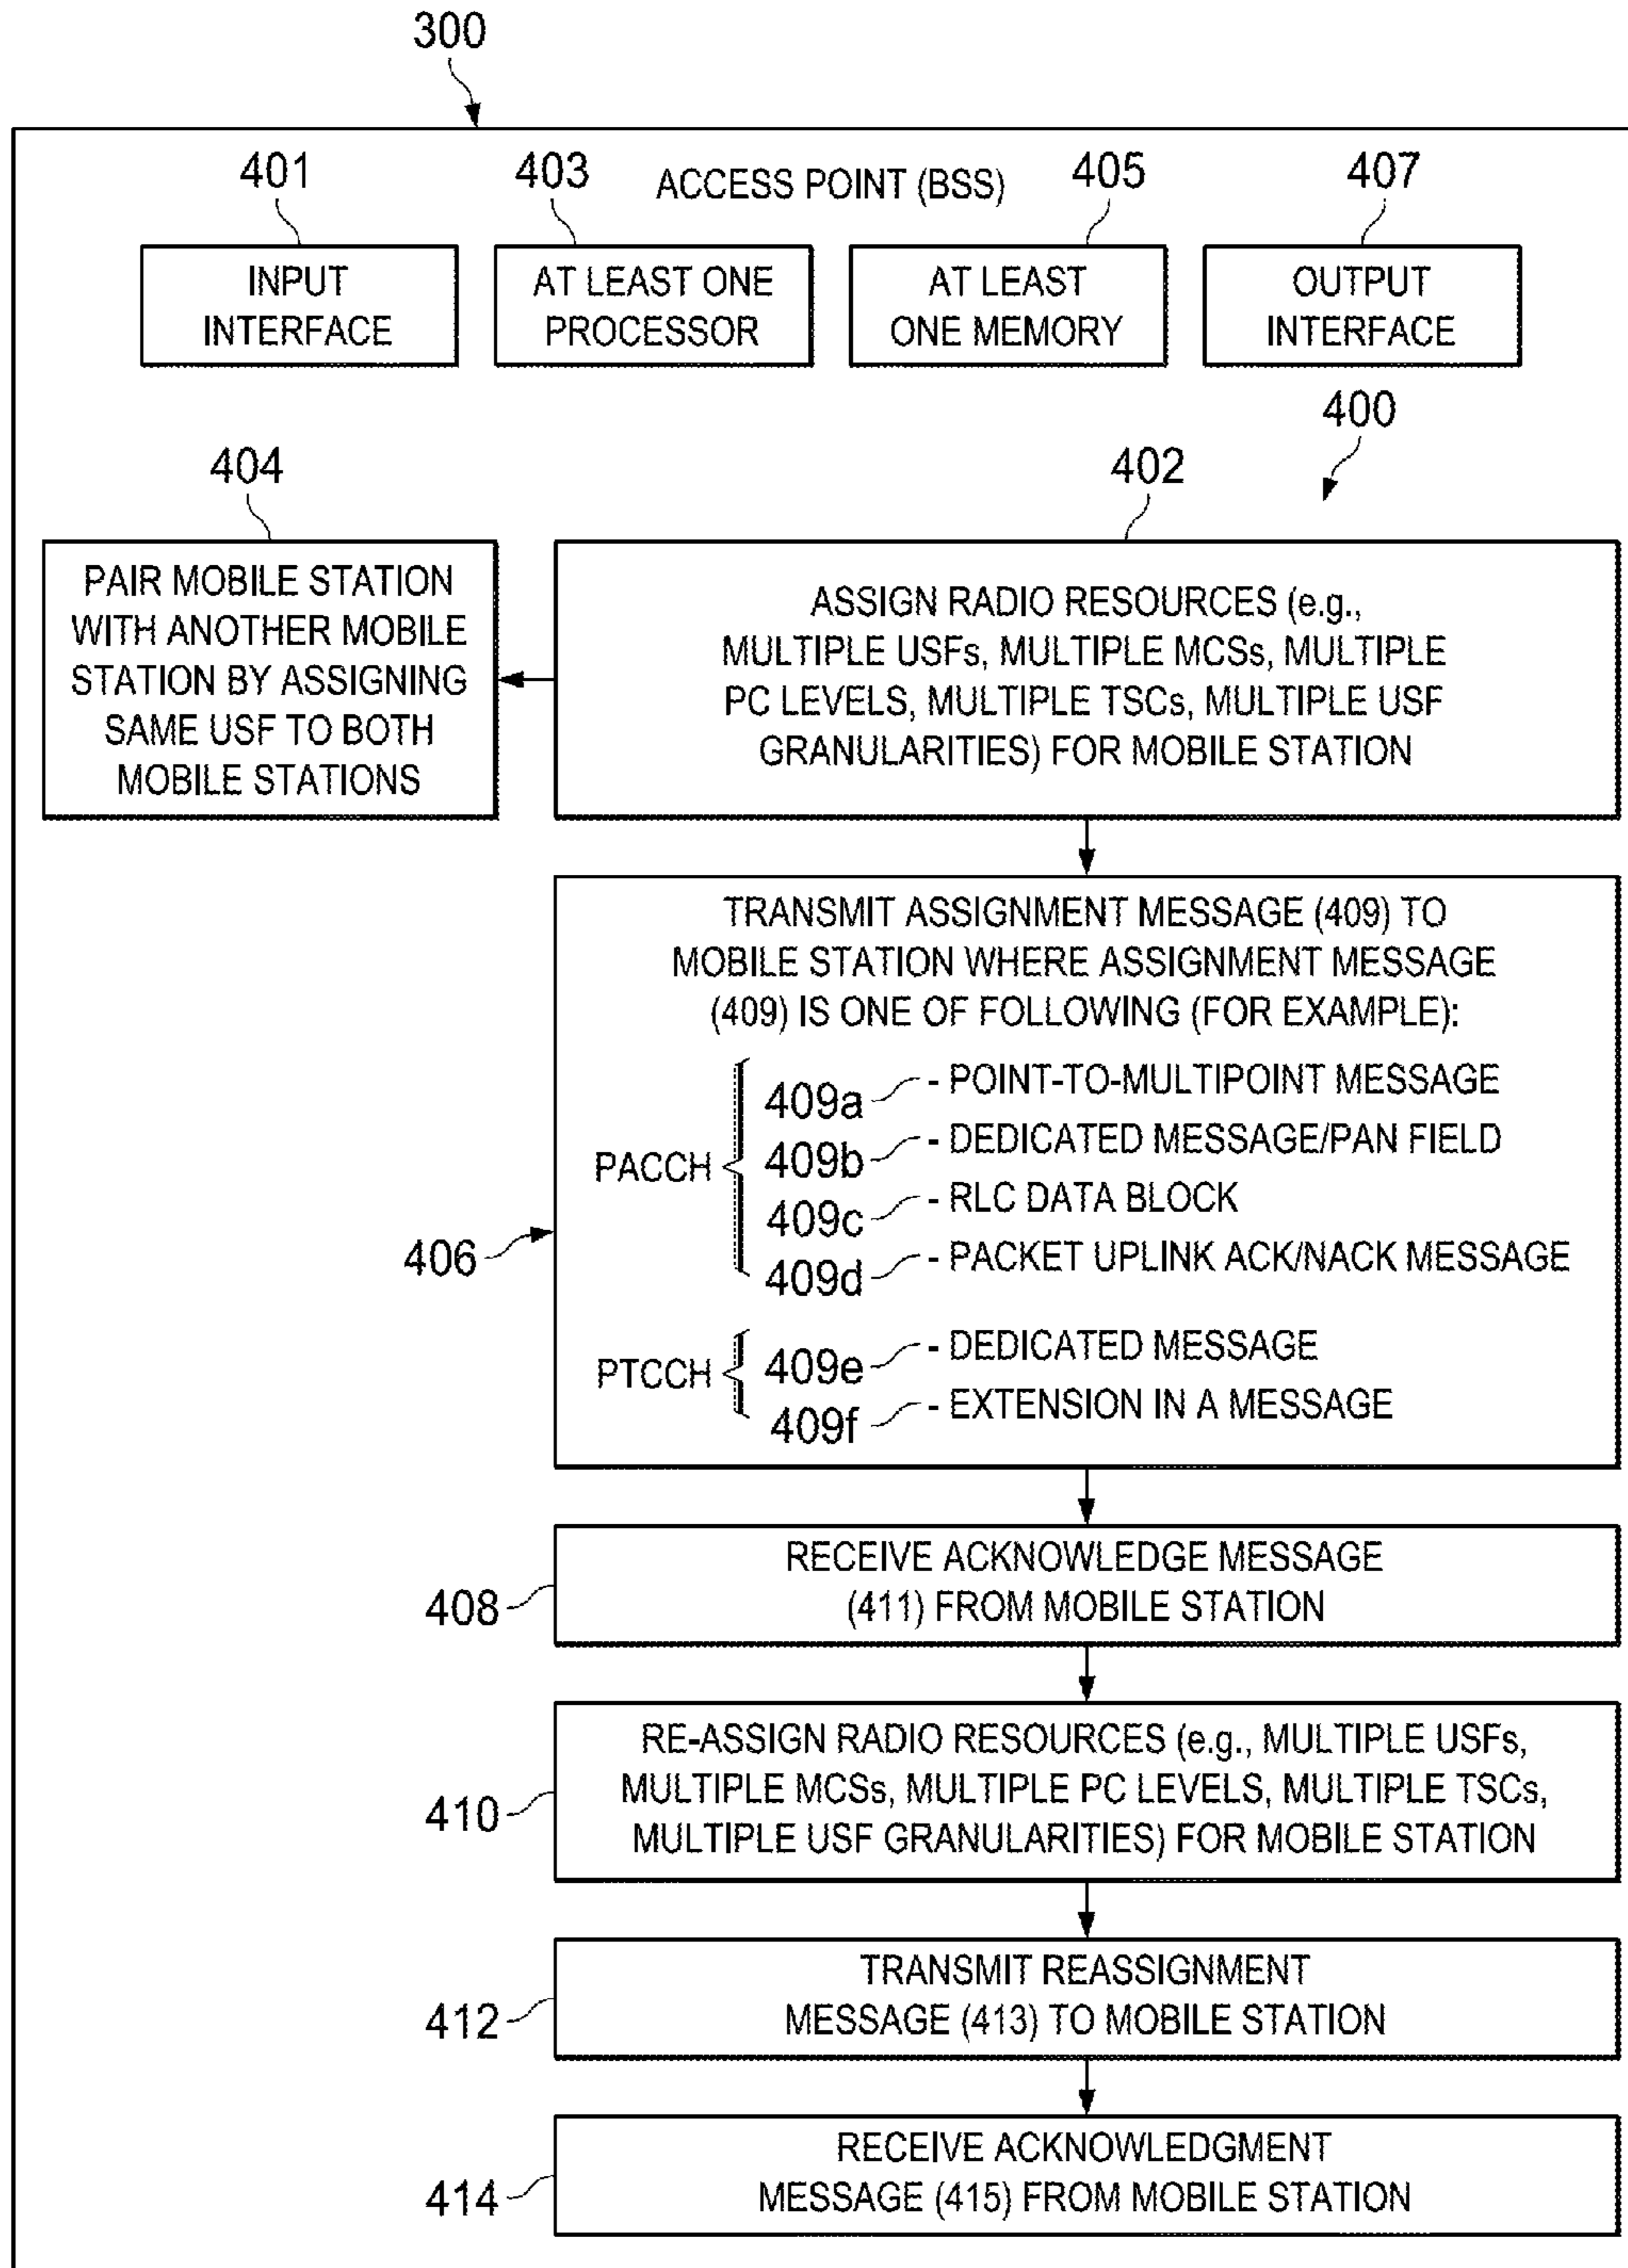 300
401
403
ACCESS POINT (BSS)
405
407
INPUT
INTERFACE
AT LEAST ONE
PROCESSOR
AT LEAST
ONE MEMORY
OUTPUT
INTERFACE
400
404
402
PAIR MOBILE STATION
WITH ANOTHER MOBILE
STATION BY ASSIGNING
SAME USF TO BOTH
MOBILE STATIONS
ASSIGN RADIO RESOURCES (e.g.,
MULTIPLE USFs, MULTIPLE MCSs, MULTIPLE
PC LEVELS, MULTIPLE TSCs, MULTIPLE USF
GRANULARITIES) FOR MOBILE STATION
406
TRANSMIT ASSIGNMENT MESSAGE (409) TO
MOBILE STATION WHERE ASSIGNMENT MESSAGE
(409) IS ONE OF FOLLOWING (FOR EXAMPLE):
PACCH
409a - POINT-TO-MULTIPOINT MESSAGE
409b - DEDICATED MESSAGE/PAN FIELD
409c - RLC DATA BLOCK
409d - PACKET UPLINK ACK/NACK MESSAGE
PTCCH
409e - DEDICATED MESSAGE
409f - EXTENSION IN A MESSAGE
408
RECEIVE ACKNOWLEDGE MESSAGE
(411) FROM MOBILE STATION
410
RE-ASSIGN RADIO RESOURCES (e.g., MULTIPLE USFs,
MULTIPLE MCSs, MULTIPLE PC LEVELS, MULTIPLE TSCs,
MULTIPLE USF GRANULARITIES) FOR MOBILE STATION
412
TRANSMIT REASSIGNMENT
MESSAGE (413) TO MOBILE STATION
414
RECEIVE ACKNOWLEDGMENT
MESSAGE (415) FROM MOBILE STATION